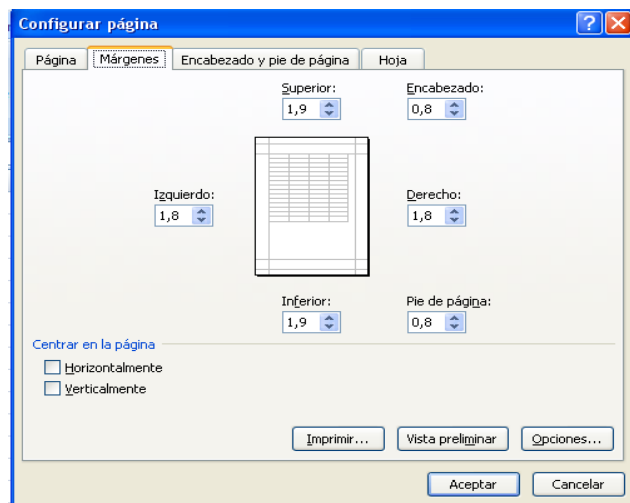 Configurar página
Página Márgenes Encabezado y pie de página Hoja
Superior: Encabezado:
1,9 0,8
Izquierdo: Derecho:
1,8 1,8
Inferior: Pie de página:
1,9 0,8
Centrar en la página
Horizontalmente
Verticalmente
Imprimir... Vista preliminar Opciones...
Aceptar Cancelar